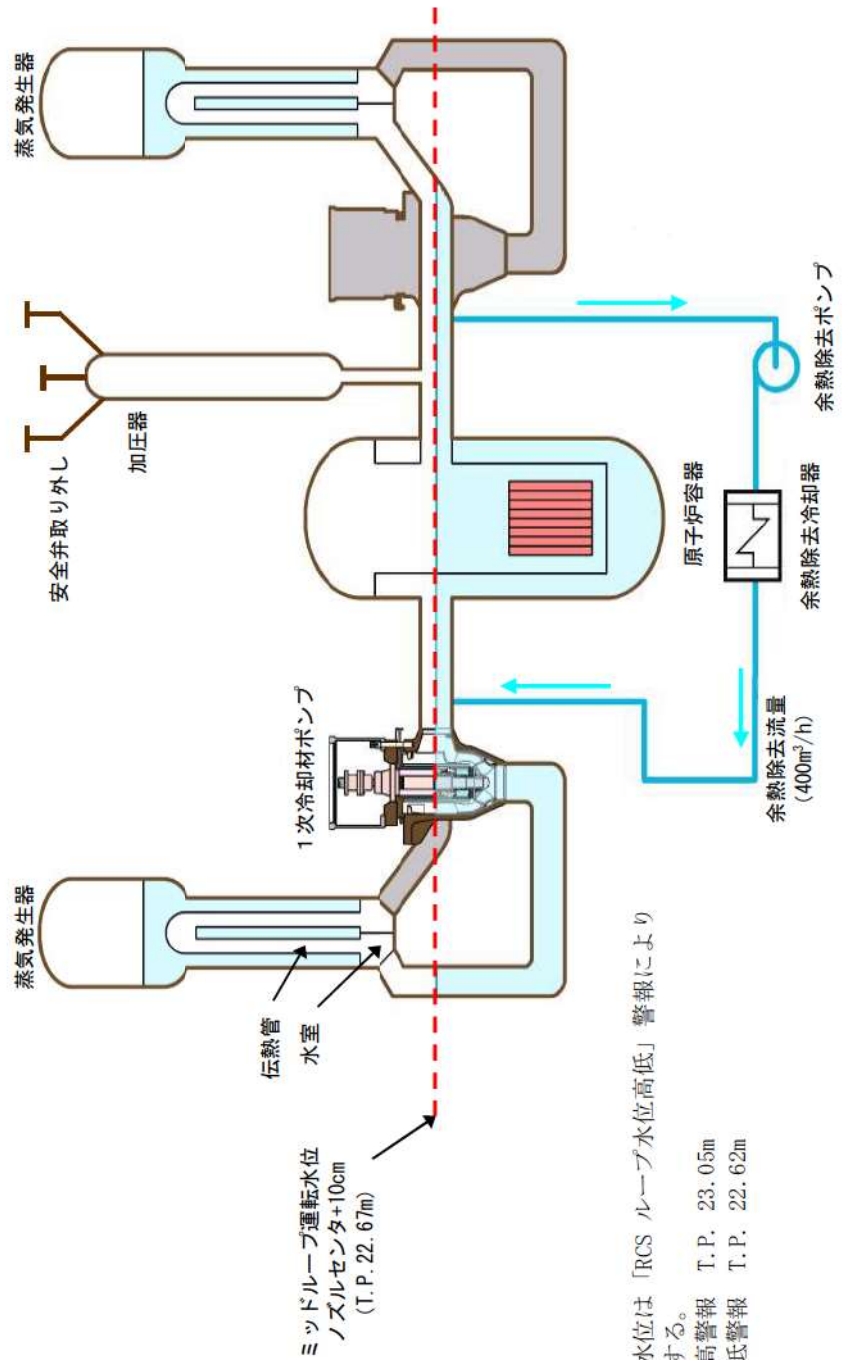 蒸気発生器
蒸気発生器
安全弁取り外し
加圧器
1次冷却材ポンプ
伝熱管
水室
ミッドループ運転水位
ノズルセンタ+10cm
(T.P. 22.67m)
原子炉容器
余熱除去冷却器
余熱除去ポンプ
余熱除去流量
(400m³/h)
水位は「RCS ループ水位高低」警報により
する。
高警報 T.P. 23.05m
低警報 T.P. 22.62m